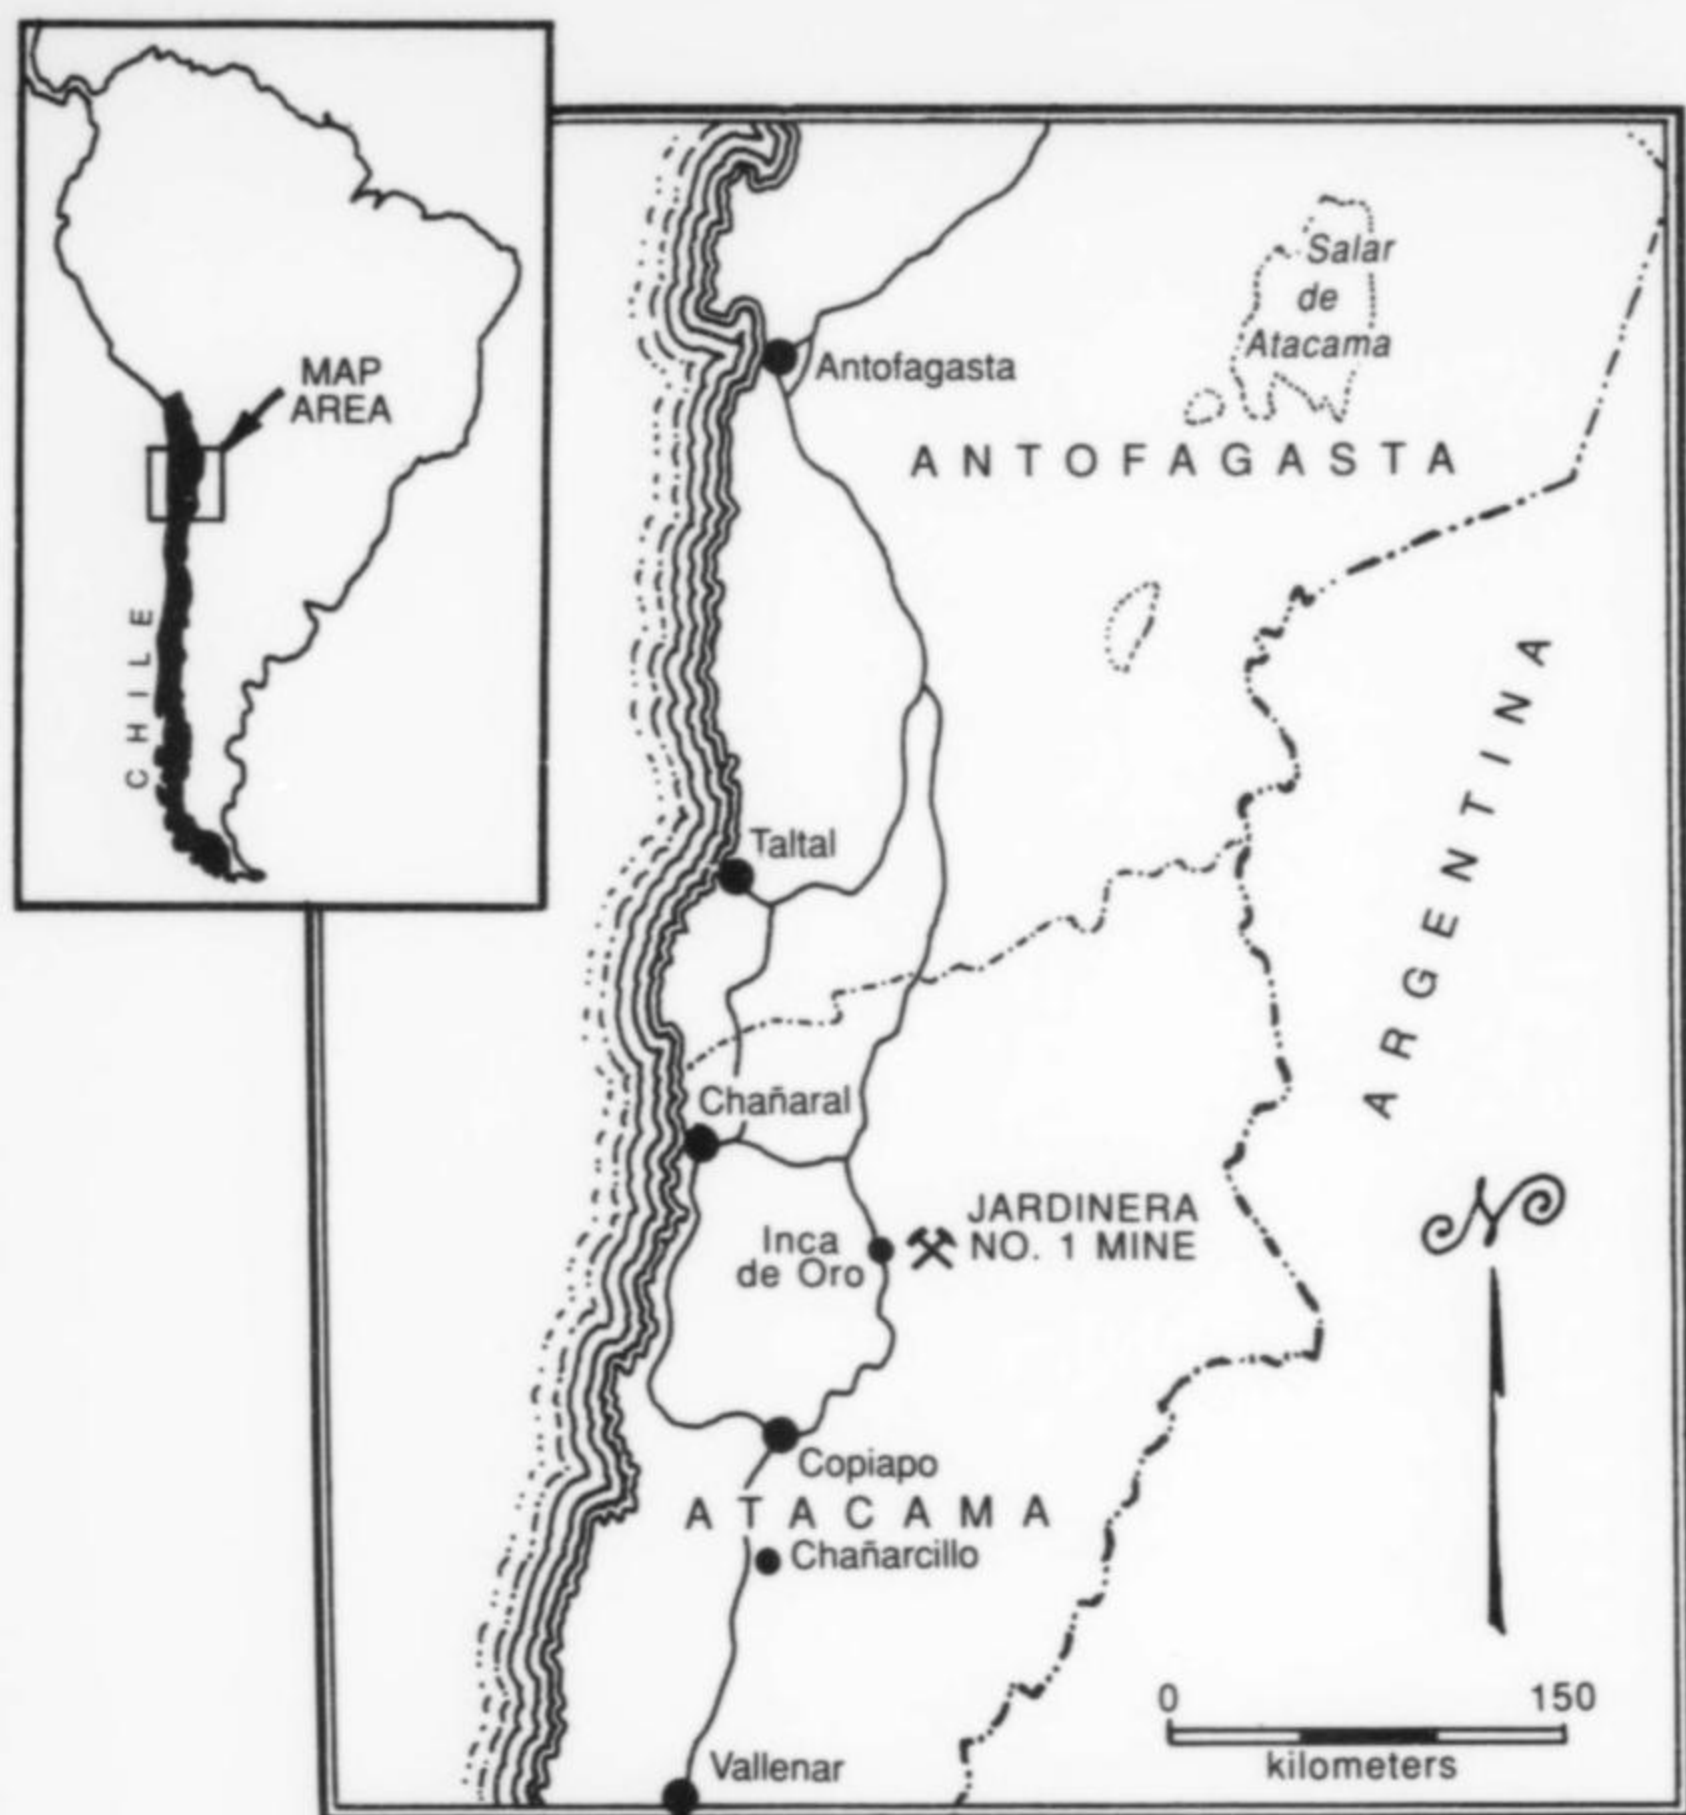 MAP
AREA
CHILE
Salar
de
Atacama
Antofagasta
ANTOFAGASTA
ARGENTINA
Taltal
Chañaral
JARDINERA
NO. 1 MINE
Inca
de Oro
N
Copiapo
ATACAMA
Chañarcillo
0 150
kilometers
Vallenar